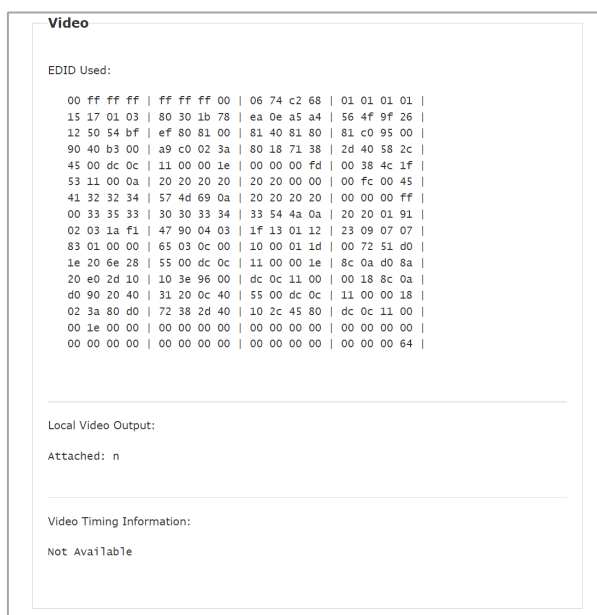 Video
EDID Used:
00 ff ff ff | ff ff ff 00 | 06 74 c2 68 | 01 01 01 01 |
15 17 01 03 | 80 30 1b 78 | ea 0e a5 a4 | 56 4f 9f 26 |
12 50 54 bf | ef 80 81 00 | 81 40 81 80 | 81 c0 95 00 |
90 40 b3 00 | a9 c0 02 3a | 80 18 71 38 | 2d 40 58 2c |
45 00 dc 0c | 11 00 00 1e | 00 00 00 fd | 00 38 4c 1f |
53 11 00 0a | 20 20 20 20 | 20 20 00 00 | 00 fc 00 45 |
41 32 32 34 | 57 4d 69 0a | 20 20 20 20 | 00 00 00 ff |
00 33 35 33 | 30 30 33 34 | 33 54 4a 0a | 20 20 01 91 |
02 03 1a f1 | 47 90 04 03 | 1f 13 01 12 | 23 09 07 07 |
83 01 00 00 | 65 03 0c 00 | 10 00 01 1d | 00 72 51 d0 |
1e 20 6e 28 | 55 00 dc 0c | 11 00 00 1e | 8c 0a d0 8a |
20 e0 2d 10 | 10 3e 96 00 | dc 0c 11 00 | 00 18 8c 0a |
d0 90 20 40 | 31 20 0c 40 | 55 00 dc 0c | 11 00 00 18 |
02 3a 80 d0 | 72 38 2d 40 | 10 2c 45 80 | dc 0c 11 00 |
00 1e 00 00 | 00 00 00 00 | 00 00 00 00 | 00 00 00 00 |
00 00 00 00 | 00 00 00 00 | 00 00 00 00 | 00 00 00 64 |
Local Video Output:
Attached: n
Video Timing Information:
Not Available